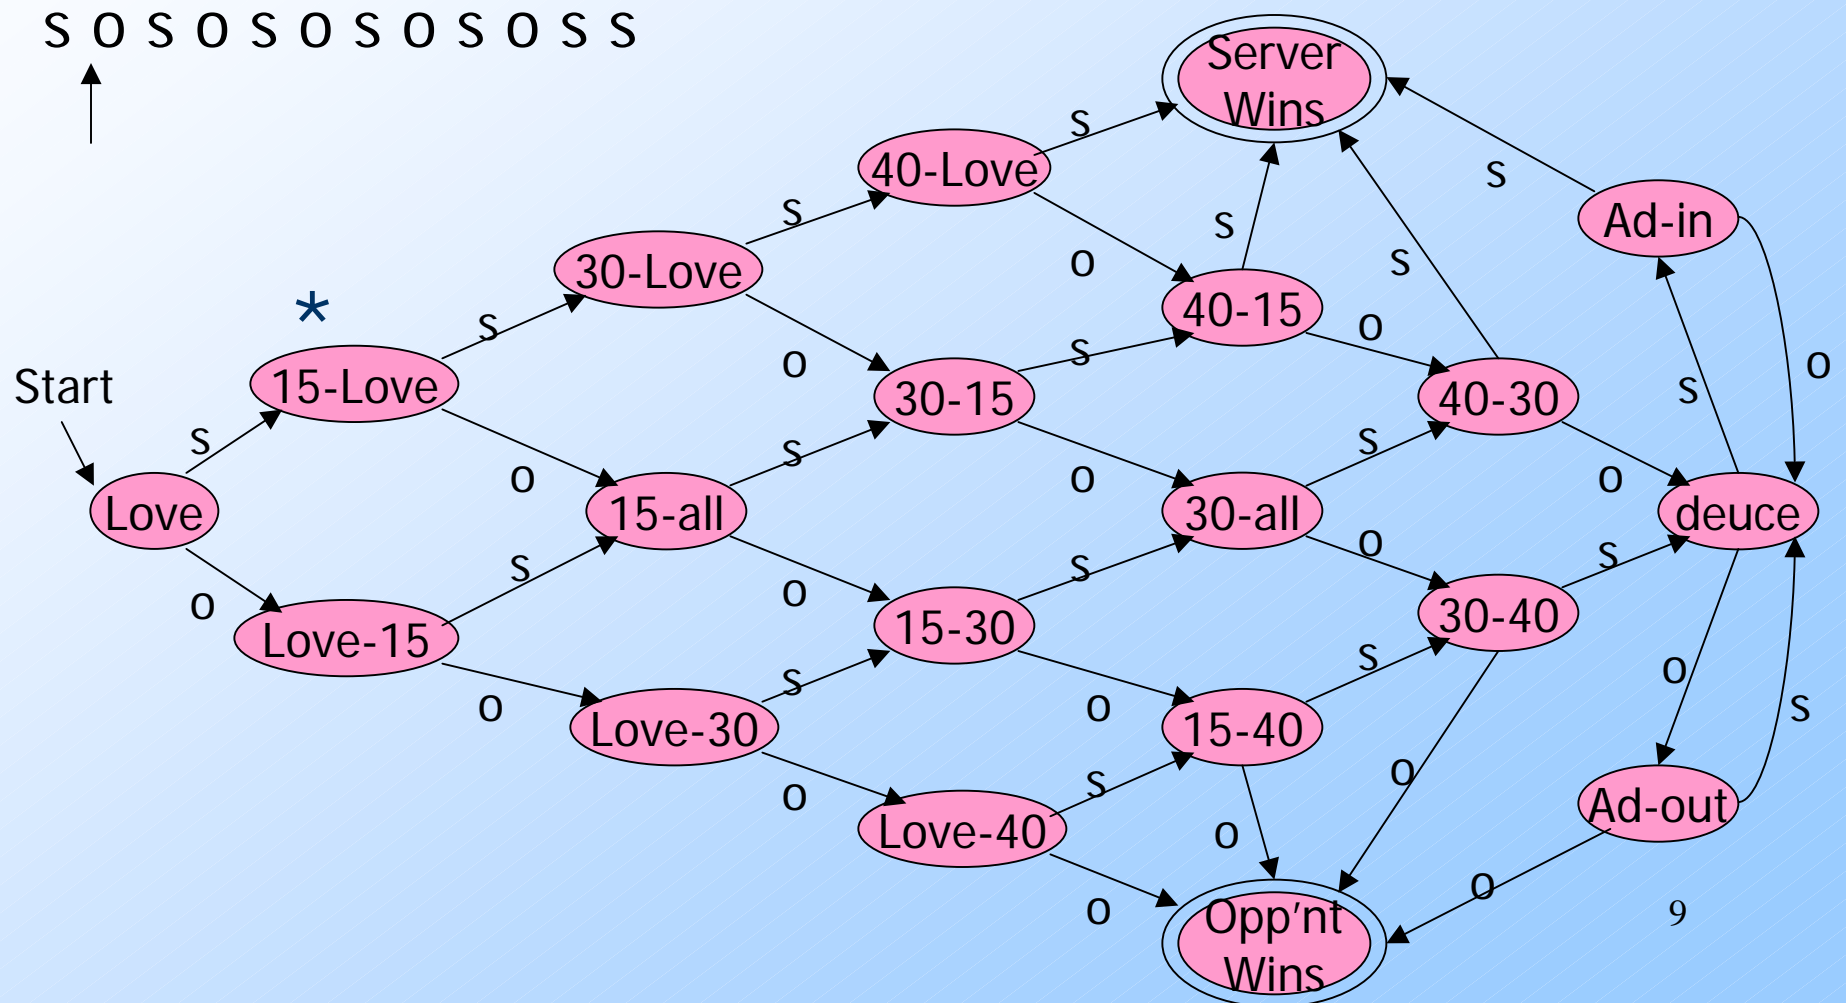 s o s o s o s o s o s s
Server
Wins
s
40-Love
s
s
Ad-in
s
o
s
30-Love
40-15
*
s
o
s
o
15-Love
o
s
30-15
40-30
s
Start
s
s
s
o
o
o
Love
15-all
30-all
deuce
s
o
s
s
o
o
15-30
30-40
Love-15
s
s
o
o
o
s
Love-30
15-40
s
o
o
s
Ad-out
Love-40
o
o
o
9
Opp'nt
Wins